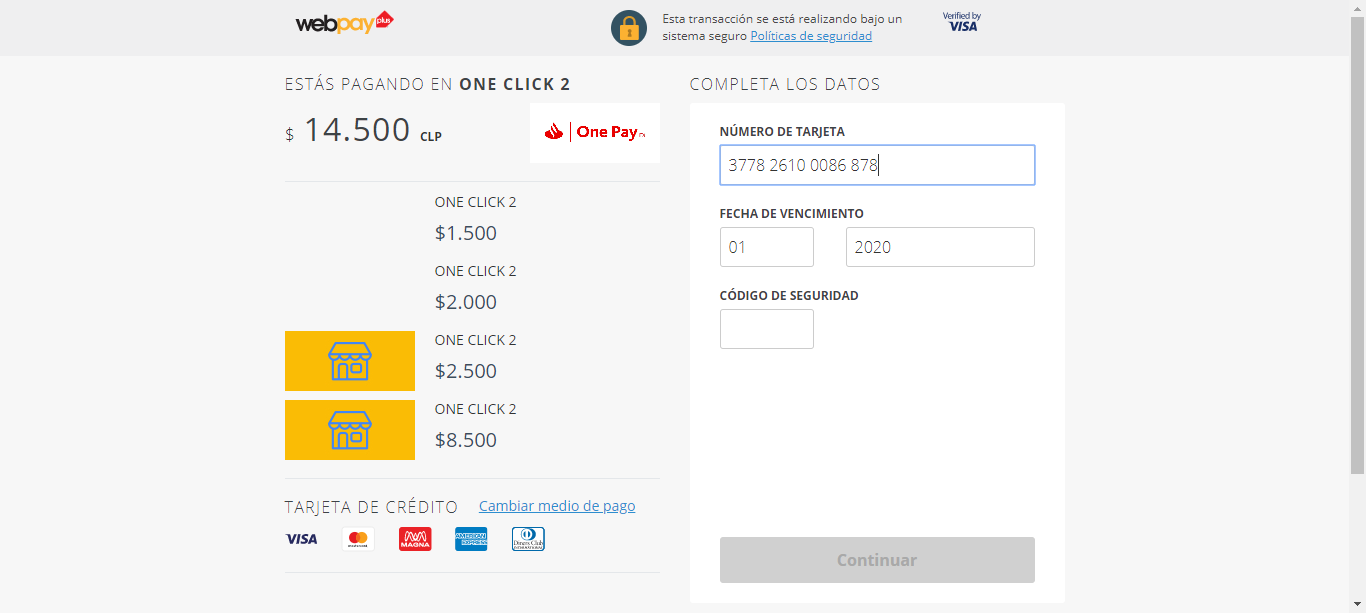 webpay plus
Esta transacción se está realizando bajo un
sistema seguro Políticas de seguridad
Verified by
VISA
ESTÁS PAGANDO EN ONE CLICK 2
$ 14.500 CLP
One Pay
ONE CLICK 2
$1.500
ONE CLICK 2
$2.000
ONE CLICK 2
$2.500
ONE CLICK 2
$8.500
TARJETA DE CRÉDITO Cambiar medio de pago
VISA
MAGNA
AMERICAN
EXPRESS
Diners Club
INTERNATIONAL
COMPLETA LOS DATOS
NÚMERO DE TARJETA
3778 2610 0086 878
FECHA DE VENCIMIENTO
01 2020
CÓDIGO DE SEGURIDAD
Continuar